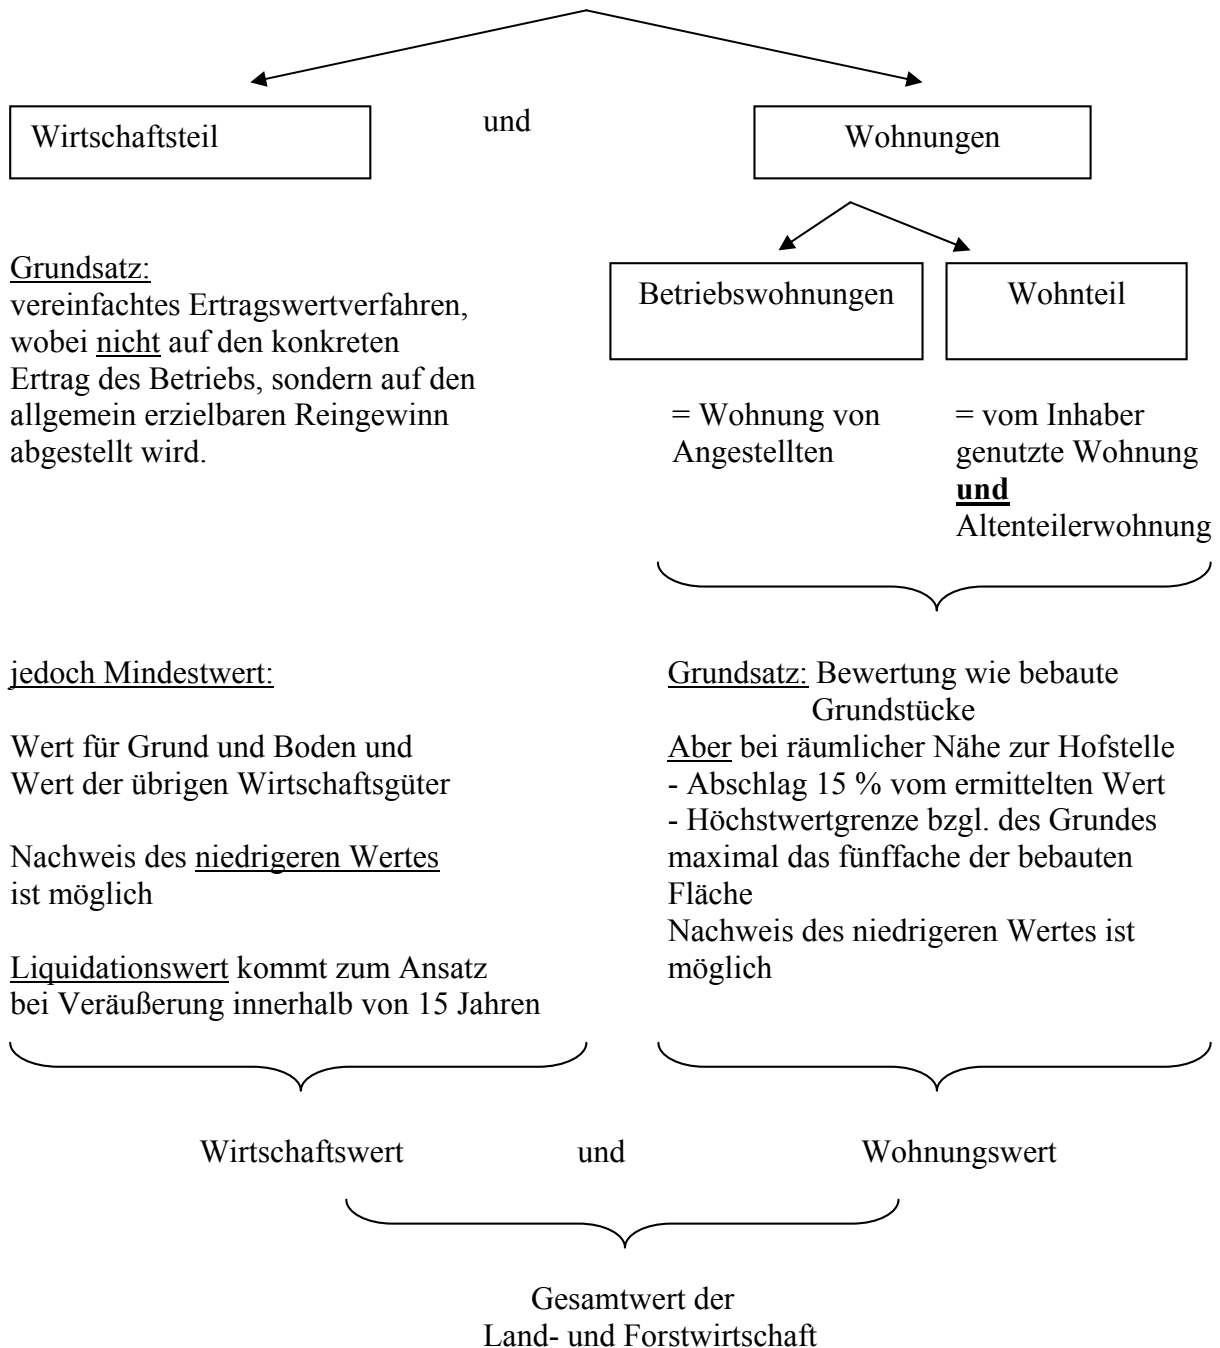 Wirtschaftsteil
und
Wohnungen
Grundsatz:
vereinfachtes Ertragswertverfahren,
wobei nicht auf den konkreten
Ertrag des Betriebs, sondern auf den
allgemein erzielbaren Reingewinn
abgestellt wird.
Betriebswohnungen
Wohnteil
= Wohnung von
Angestellten
= vom Inhaber
genutzte Wohnung
und
Altenteilerwohnung
jedoch Mindestwert:
Wert für Grund und Boden und
Wert der übrigen Wirtschaftsgüter
Nachweis des niedrigeren Wertes
ist möglich
Liquidationswert kommt zum Ansatz
bei Veräußerung innerhalb von 15 Jahren
Grundsatz: Bewertung wie bebaute
Grundstücke
Aber bei räumlicher Nähe zur Hofstelle
- Abschlag 15 % vom ermittelten Wert
- Höchstwertgrenze bzgl. des Grundes
maximal das fünffache der bebauten
Fläche
Nachweis des niedrigeren Wertes ist
möglich
Wirtschaftswert
und
Wohnungswert
Gesamtwert der
Land- und Forstwirtschaft